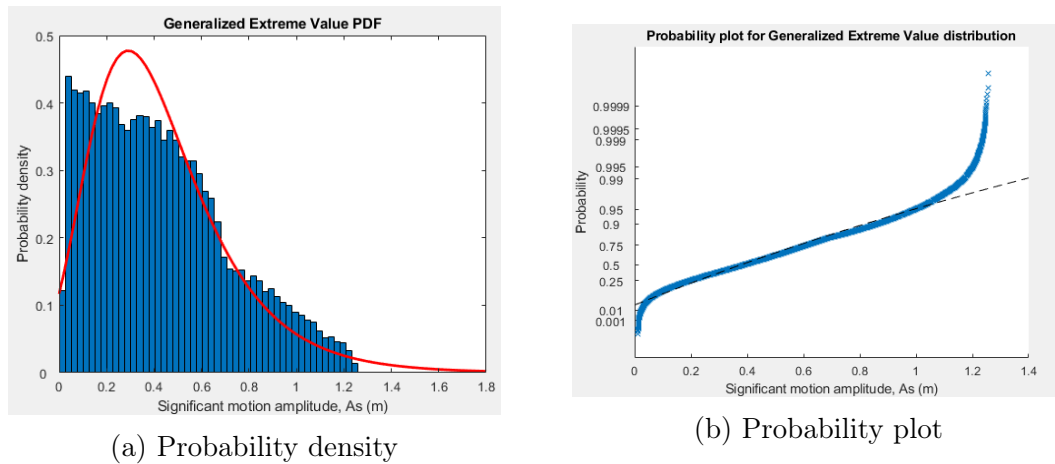 Generalized Extreme Value PDF
0.5
0.4
0.3
0.2
0.1
0
Probability density
0 0.2 0.4 0.6 0.8 1 1.2 1.4 1.6 1.8
Significant motion amplitude, As (m)
(a) Probability density
Probability plot for Generalized Extreme Value distribution
0.9999
0.9995
0.999
0.995
0.99
0.95
0.9
0.75
0.5
0.25
0.01
0.001
Probability
0 0.2 0.4 0.6 0.8 1 1.2 1.4
Significant motion amplitude, As (m)
(b) Probability plot